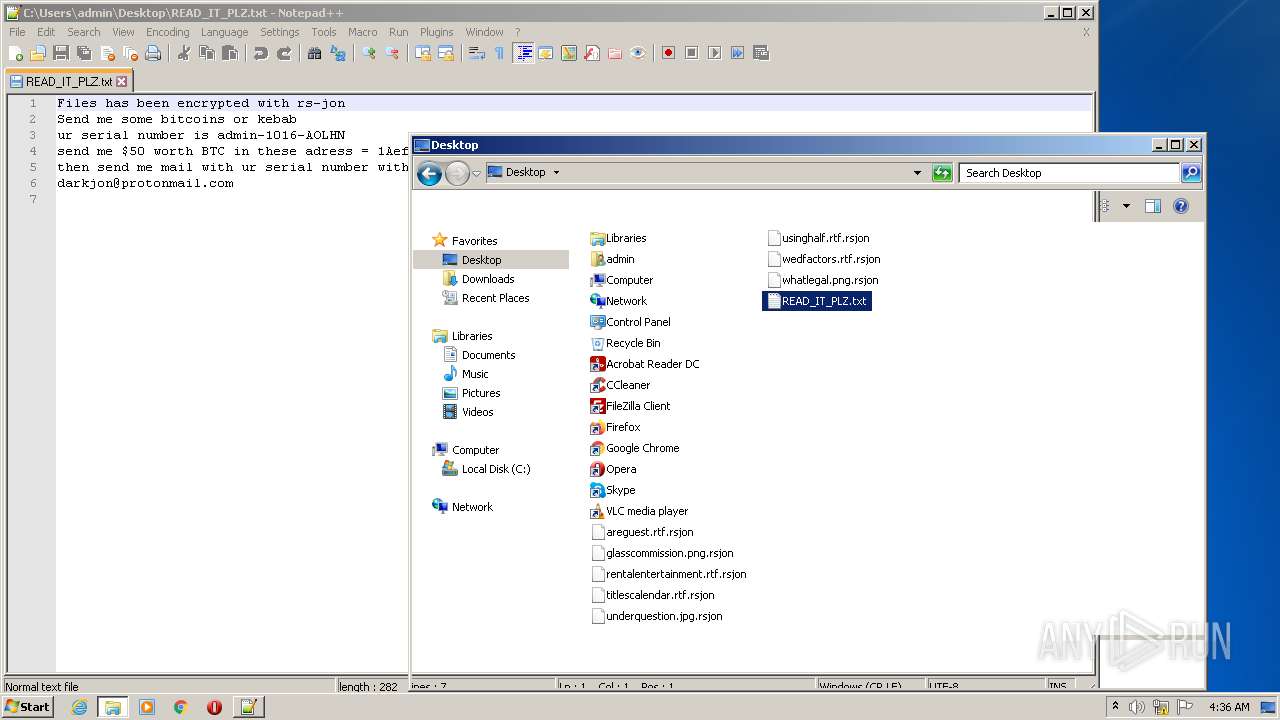 C:\Users\admin\Desktop\READ_IT_PLZ.txt - Notepad++
File Edit Search View Encoding Language Settings Tools Macro Run Plugins Window ? X
READ_IT_PLZ.txt
1 Files has been encrypted with rs-jon
2 Send me some bitcoins or kebab
3 ur serial number is admin-1016-AOLHN
4 send me $50 worth BTC in these adress = 1Aef
5 then send me mail with ur serial number with
6 darkjon@protonmail.com
7
Desktop
Desktop
Search Desktop
Favorites
Desktop
Downloads
Recent Places
Libraries
Documents
Music
Pictures
Videos
Computer
Local Disk (C:)
Network
Libraries
admin
Computer
Network
Control Panel
Recycle Bin
Acrobat Reader DC
CCleaner
FileZilla Client
Firefox
Google Chrome
Opera
Skype
VLC media player
areguest.rtf.rsjon
glasscommission.png.rsjon
rentalentertainment.rtf.rsjon
titlescalendar.rtf.rsjon
underquestion.jpg.rsjon
usinghalf.rtf.rsjon
wedfactors.rtf.rsjon
whatlegal.png.rsjon
READ_IT_PLZ.txt
ANY RUN
Normal text file length : 282 ines : 7 Ln : 1 Col : 1 Pos : 1 Windows (CR LF) UTF-8 INS
Start 4:36 AM